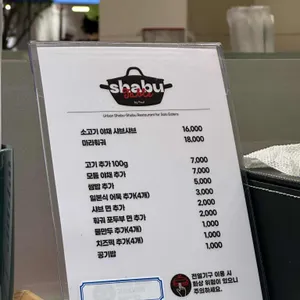 shabu
Urban Shabu-Shabu Restaurant for Solo Eaters
소고기 야채 샤브샤브 16,000
마라훠궈 18,000
고기 추가 100g 7,000
모듬 야채 추가 7,000
쌈밥 추가 5,000
일본식 어묵 추가(4개) 3,000
샤브 면 추가 2,000
훠궈 포두부 면 추가 2,000
물만두 추가(4개) 1,000
치즈떡 추가(4개) 1,000
공기밥 1,000
전열기구 이용 시
화상 위험이 있으니
주의하세요.